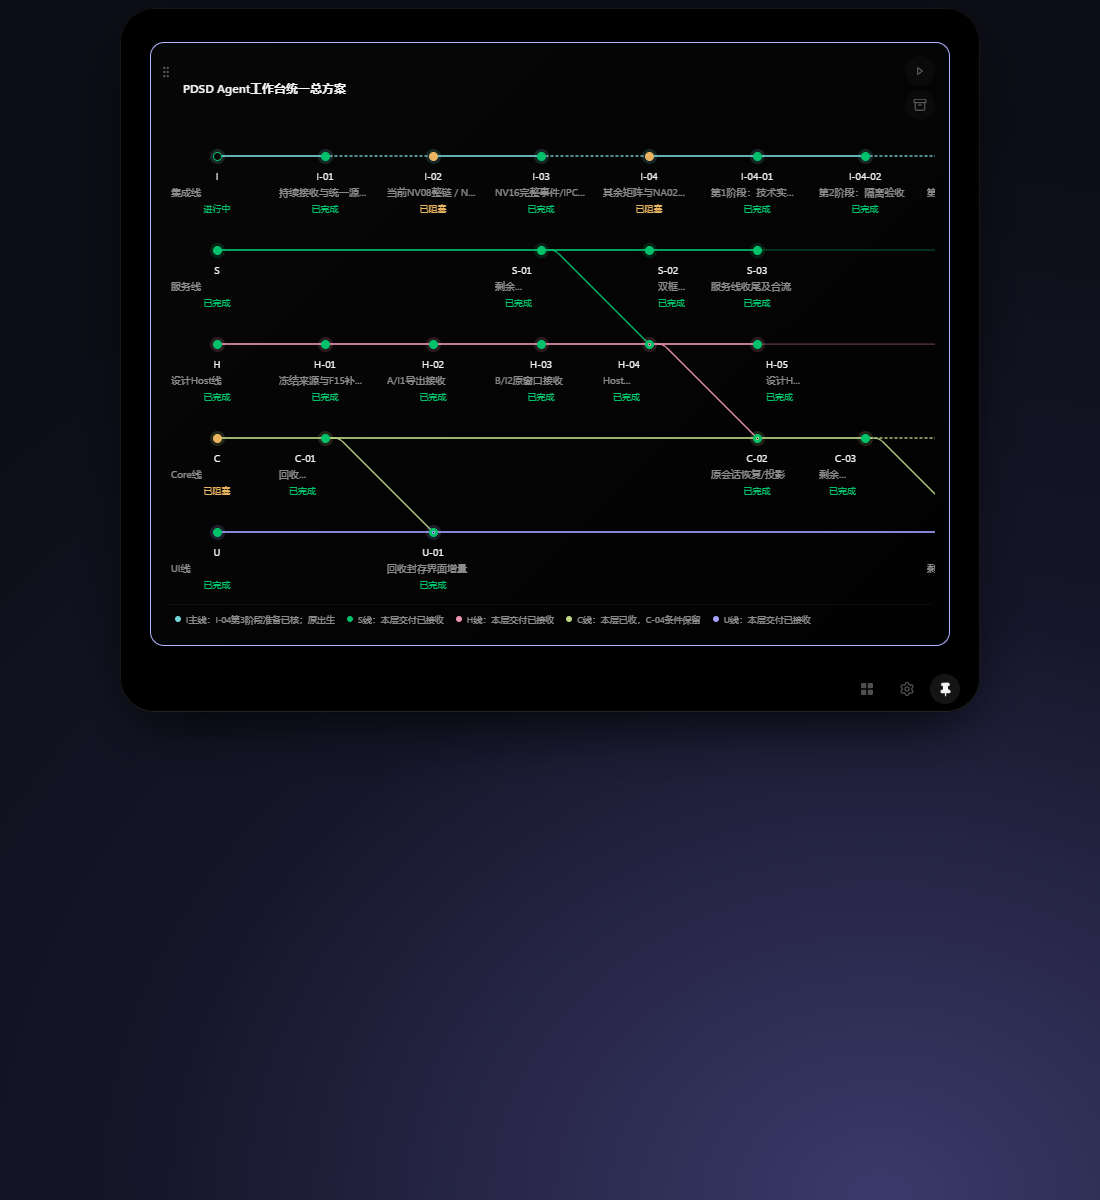 PDSD Agent工作台统一总方案
I I-01 I-02 I-03 I-04 I-04-01 I-04-02
集成线 持续接收与统一源... 当前NV08整链 / N... NV16完整事件/IPC... 其余矩阵与NA02... 第1阶段：技术实... 第2阶段：隔离验收 第
进行中 已完成 已阻塞 已完成 已阻塞 已完成 已完成
S S-01 S-02 S-03
服务线 剩余... 双框... 服务线收尾及合流
已完成 已完成 已完成 已完成
H H-01 H-02 H-03 H-04 H-05
设计Host线 冻结来源与F15补... A/I1导出接收 B/I2原窗口接收 Host... 设计H...
已完成 已完成 已完成 已完成 已完成 已完成
C C-01 C-02 C-03
Core线 回收... 原会话恢复/投影 剩余...
已阻塞 已完成 已完成 已完成
U U-01
UI线 回收封存界面增量 剩
已完成 已完成
I主线：I-04第3阶段准备已核；原出生 S线：本层交付已接收 H线：本层交付已接收 C线：本层已收，C-04条件保留 U线：本层交付已接收